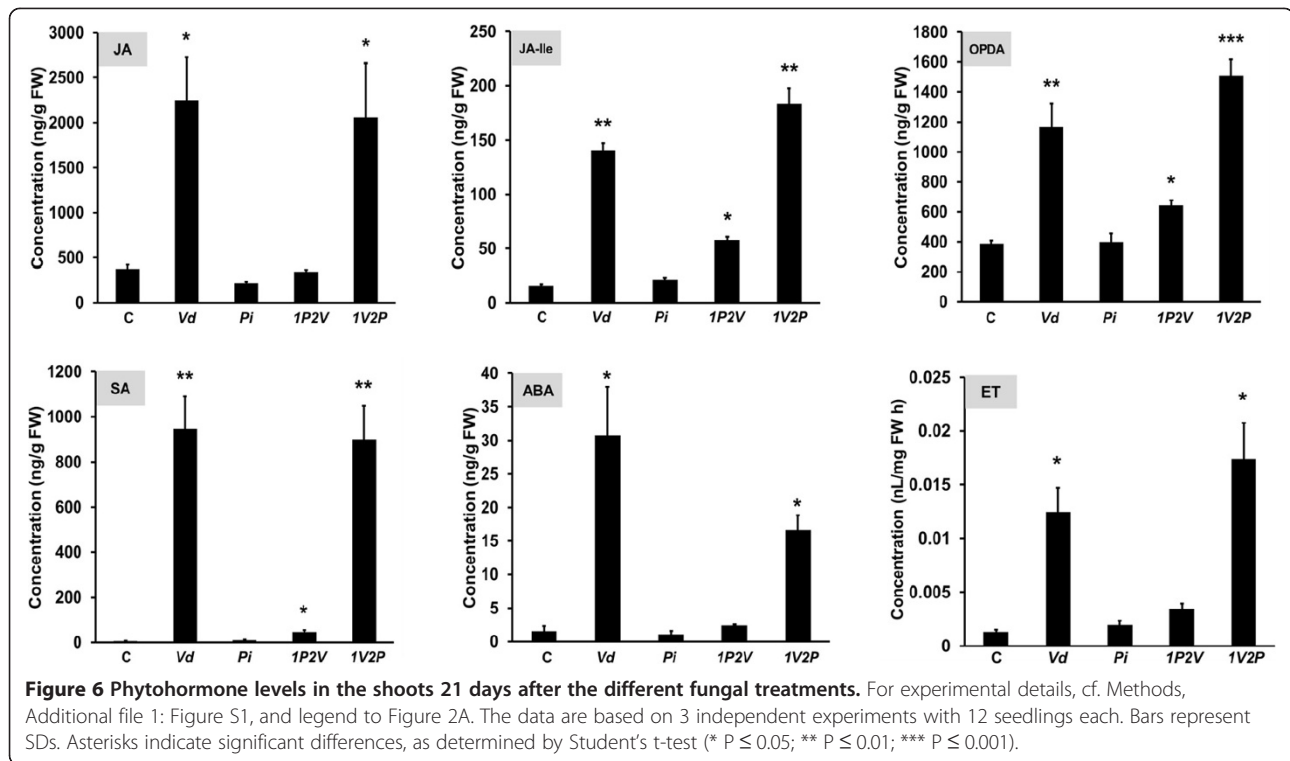 JA
Concentration (ng/g FW)
3000
2500
2000
1500
1000
500
0
*
*
C Vd Pi 1P2V 1V2P
JA-Ile
Concentration (ng/g FW)
250
200
150
100
50
0
**
*
**
C Vd Pi 1P2V 1V2P
OPDA
Concentration (ng/g FW)
1800
1600
1400
1200
1000
800
600
400
200
0
**
*
***
C Vd Pi 1P2V 1V2P
SA
Concentration (ng/g FW)
1200
1000
800
600
400
200
0
**
*
**
C Vd Pi 1P2V 1V2P
ABA
Concentration (ng/g FW)
40
35
30
25
20
15
10
5
0
*
*
C Vd Pi 1P2V 1V2P
ET
Concentration (nL/mg FW h)
0.025
0.02
0.015
0.01
0.005
0
*
*
C Vd Pi 1P2V 1V2P
Figure 6 Phytohormone levels in the shoots 21 days after the different fungal treatments. For experimental details, cf. Methods,
Additional file 1: Figure S1, and legend to Figure 2A. The data are based on 3 independent experiments with 12 seedlings each. Bars represent
SDs. Asterisks indicate significant differences, as determined by Student's t-test (* P ≤ 0.05; ** P ≤ 0.01; *** P ≤ 0.001).